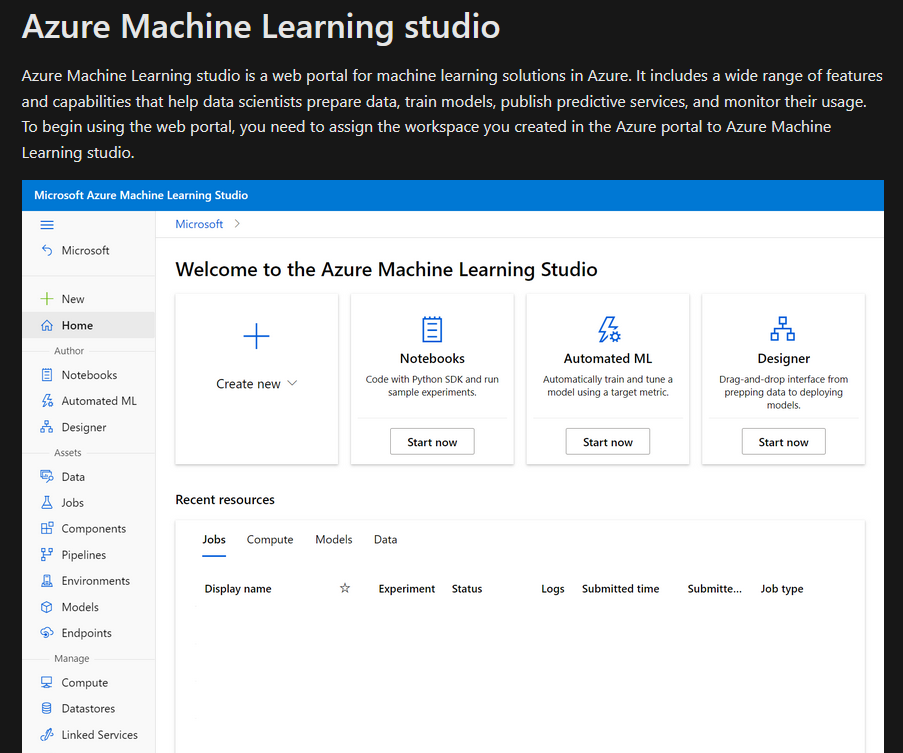 Azure Machine Learning studio
Azure Machine Learning studio is a web portal for machine learning solutions in Azure. It includes a wide range of features
and capabilities that help data scientists prepare data, train models, publish predictive services, and monitor their usage.
To begin using the web portal, you need to assign the workspace you created in the Azure portal to Azure Machine
Learning studio.
Microsoft Azure Machine Learning Studio
Microsoft
Microsoft
New
Home
Author
Notebooks
Automated ML
Designer
Assets
Data
Jobs
Components
Pipelines
Environments
Models
Endpoints
Manage
Compute
Datastores
Linked Services
Welcome to the Azure Machine Learning Studio
Create new
Notebooks
Code with Python SDK and run
sample experiments.
Start now
Automated ML
Automatically train and tune a
model using a target metric.
Start now
Designer
Drag-and-drop interface from
prepping data to deploying
models.
Start now
Recent resources
Jobs Compute Models Data
Display name Experiment Status Logs Submitted time Submitte... Job type